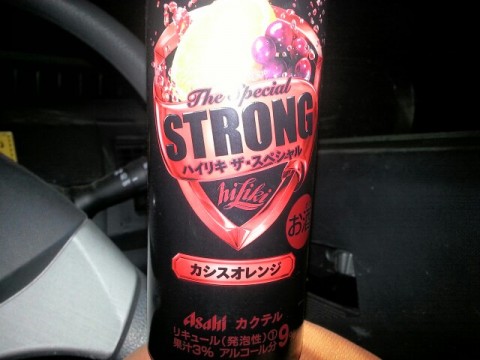 The Special
STRONG
ハイリキ ザ・スペシャル
hiLiki
お酒
カシスオレンジ
Asahi カクテル
リキュール(発泡性)①
果汁3% アルコール分9